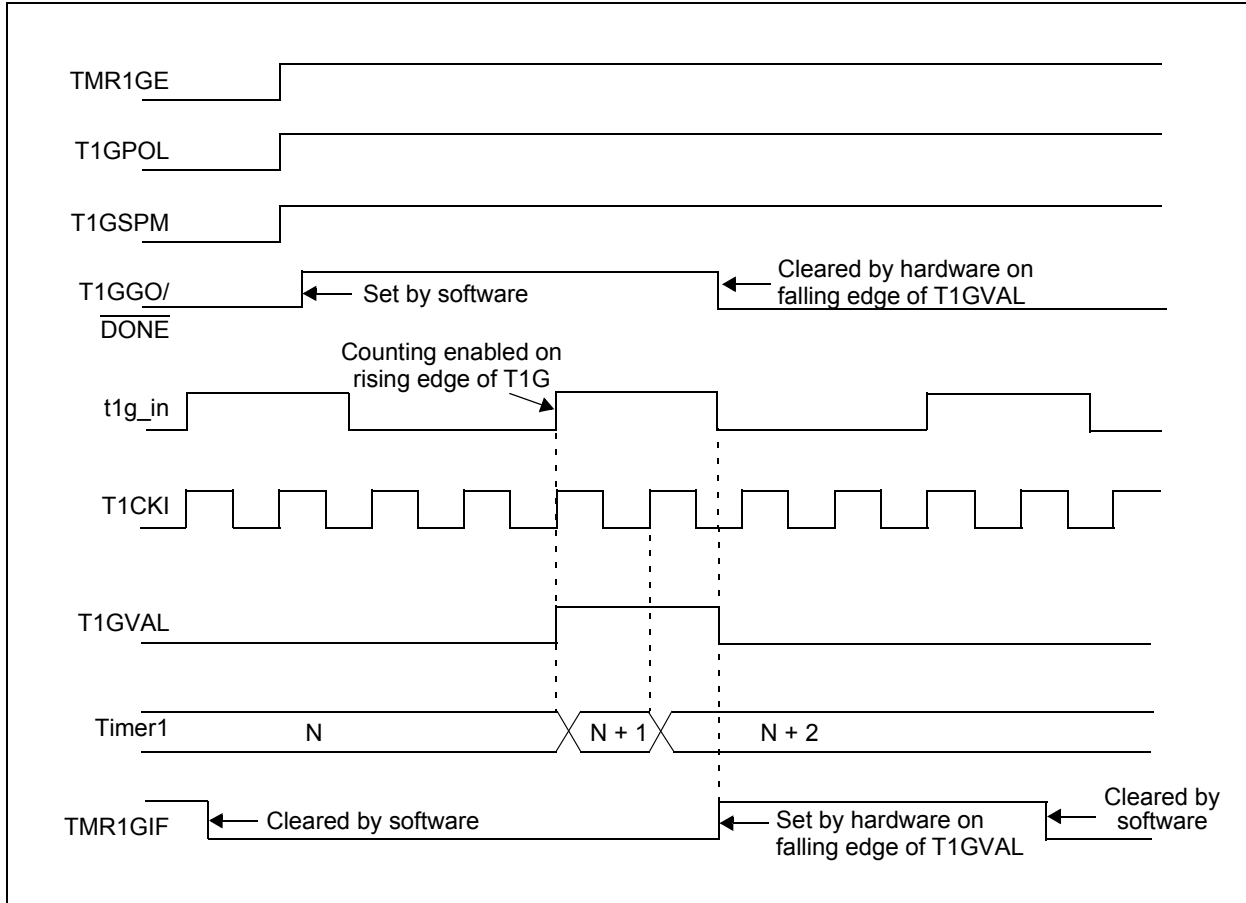 TMR1GE
T1GPOL
T1GSPM
T1GGO/
DONE
Set by software
Cleared by hardware on
falling edge of T1GVAL
Counting enabled on
rising edge of T1G
t1g_in
T1CKI
T1GVAL
Timer1
N
N + 1
N + 2
TMR1GIF
Cleared by software
Set by hardware on
falling edge of T1GVAL
Cleared by
software